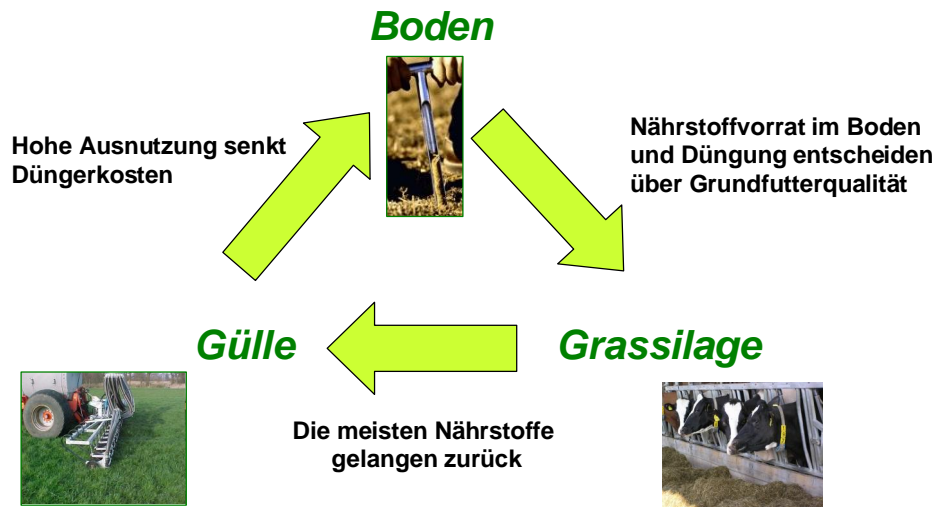 Boden
Hohe Ausnutzung senkt
Düngerkosten
Nährstoffvorrat im Boden
und Düngung entscheiden
über Grundfutterqualität
Gülle
Grassilage
Die meisten Nährstoffe
gelangen zurück